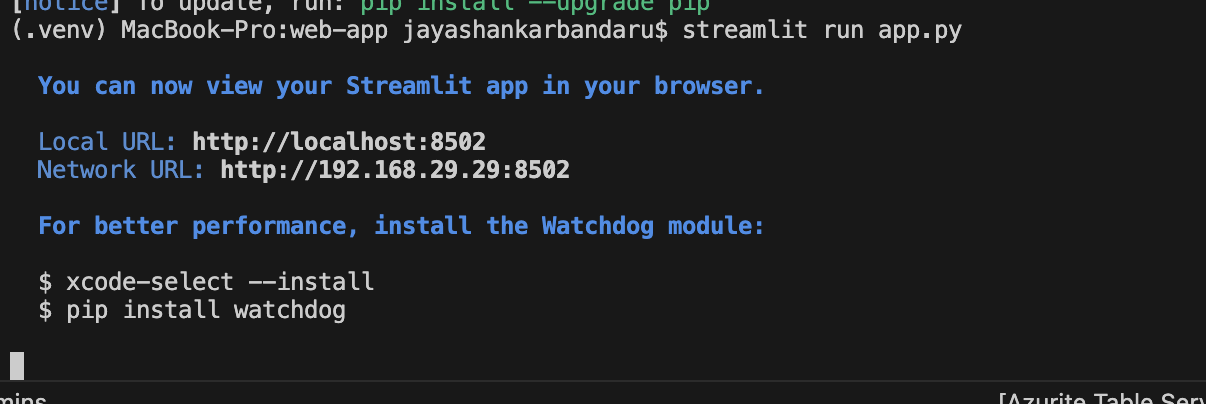 [notice] To update, run: pip install --upgrade pip
(.venv) MacBook-Pro:web-app jayashankarbandaru$ streamlit run app.py
You can now view your Streamlit app in your browser.
Local URL: http://localhost:8502
Network URL: http://192.168.29.29:8502
For better performance, install the Watchdog module:
$ xcode-select --install
$ pip install watchdog
mins [Azurite Table Serv